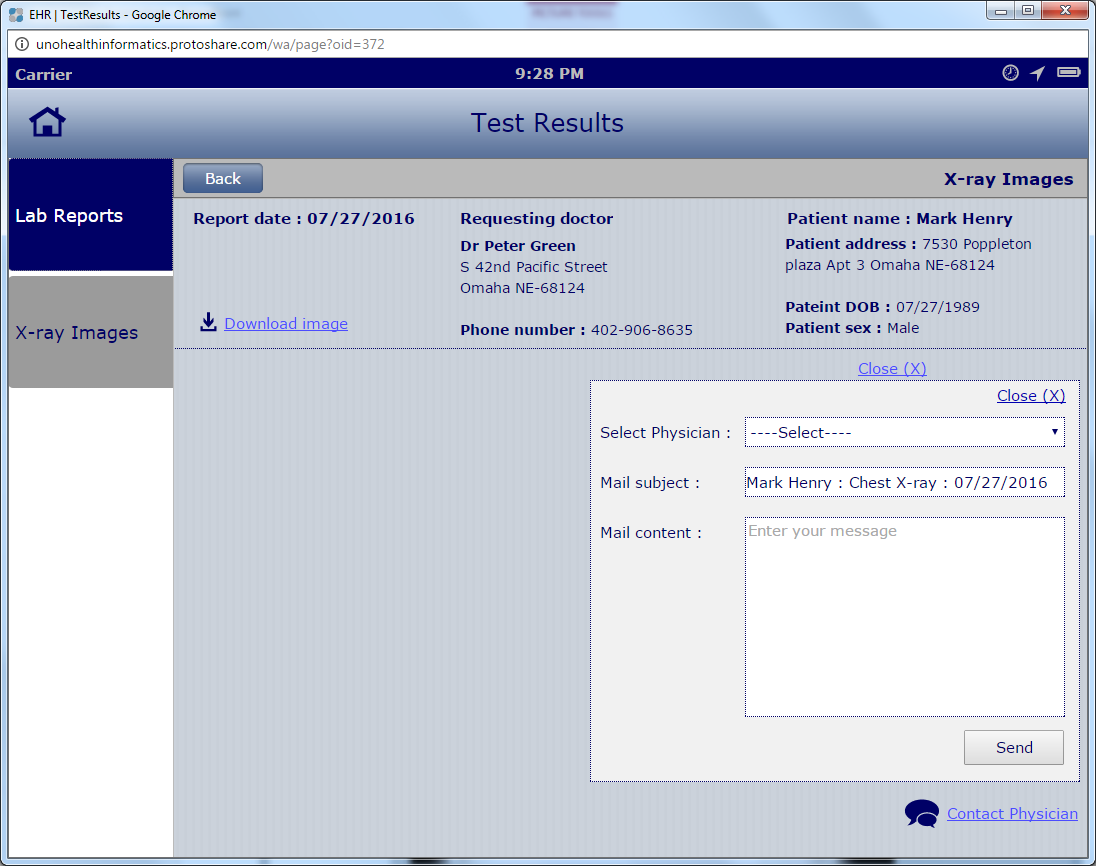 EHR | TestResults - Google Chrome
unohealthinformatics.protoshare.com/wa/page?oid=372
Carrier
9:28 PM
Test Results
Lab Reports
X-ray Images
Back
X-ray Images
Report date : 07/27/2016
Download image
Requesting doctor
Dr Peter Green
S 42nd Pacific Street
Omaha NE-68124
Phone number : 402-906-8635
Patient name : Mark Henry
Patient address : 7530 Poppleton
plaza Apt 3 Omaha NE-68124
Pateint DOB : 07/27/1989
Patient sex : Male
Close (X)
Close (X)
Select Physician : ----Select----
Mail subject : Mark Henry : Chest X-ray : 07/27/2016
Mail content : Enter your message
Send
Contact Physician